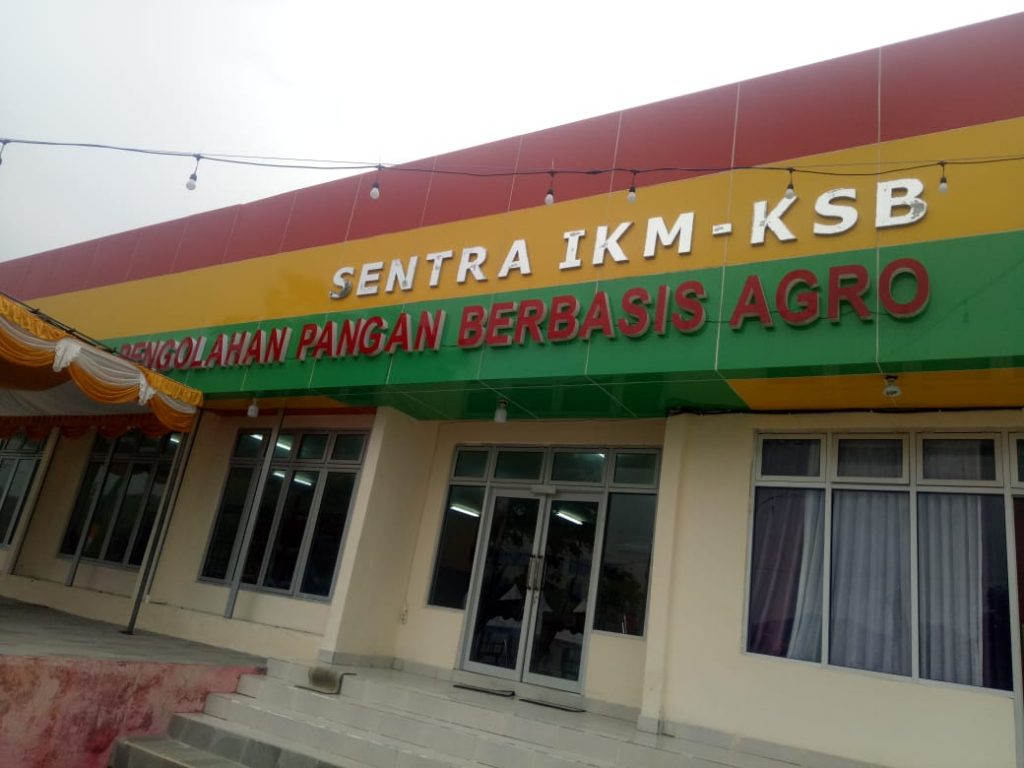 SENTRA IKM-KSB
PENGOLAHAN PANGAN BERBASIS AGRO